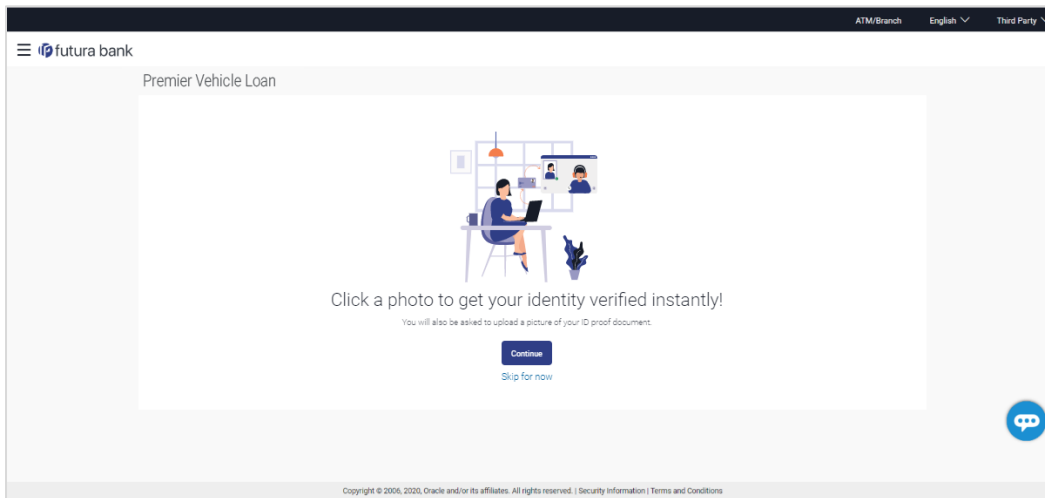 ATM/Branch English Third Party
futura bank
Premier Vehicle Loan
Click a photo to get your identity verified instantly!
You will also be asked to upload a picture of your ID proof document.
Continue
Skip for now
Copyright © 2006, 2020, Oracle and/or its affiliates. All rights reserved. | Security Information | Terms and Conditions